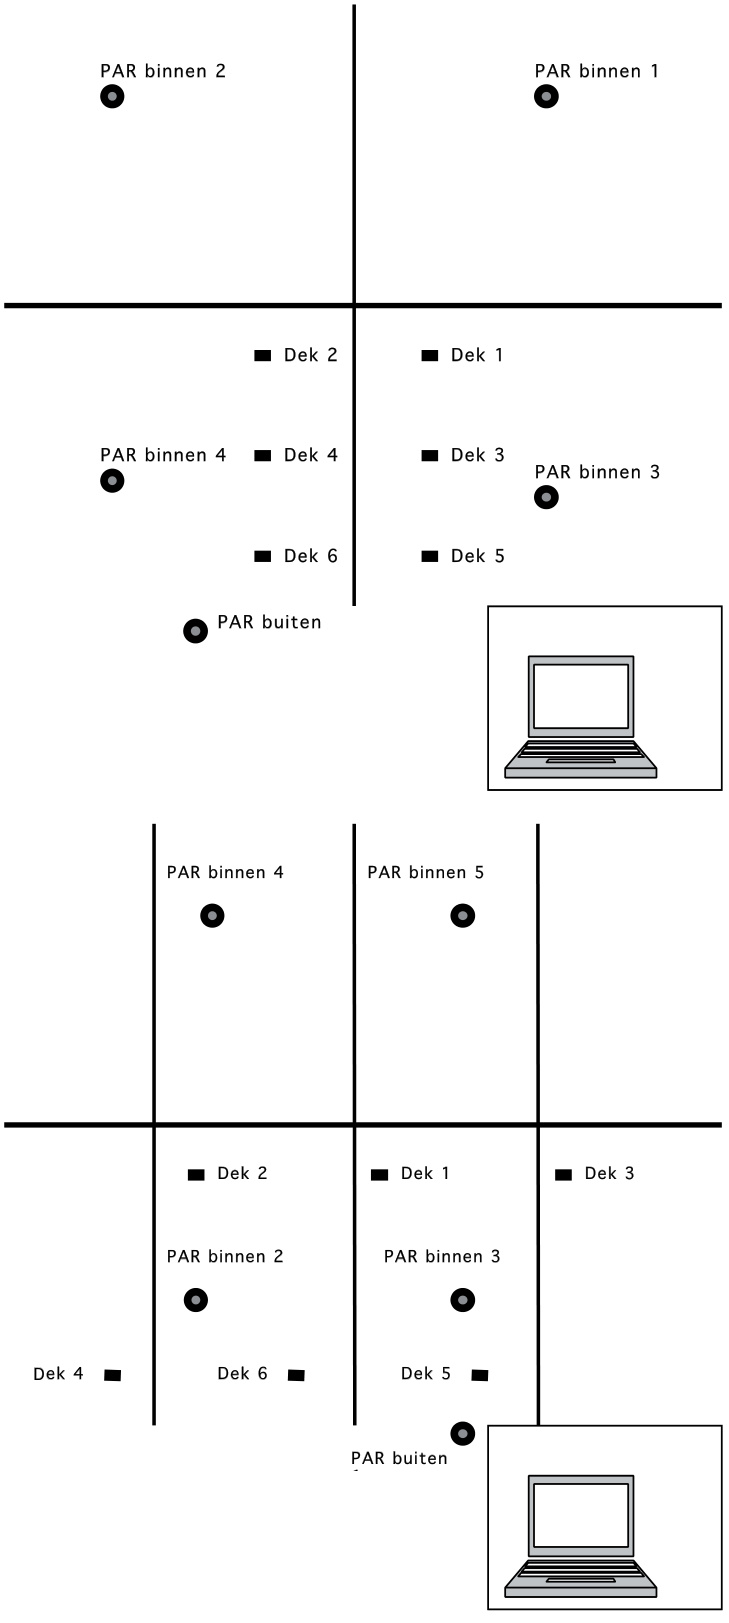 PAR binnen 2
PAR binnen 1
Dek 2
Dek 1
PAR binnen 4
Dek 4
Dek 3
PAR binnen 3
Dek 6
Dek 5
PAR buiten
PAR binnen 4
PAR binnen 5
Dek 2
Dek 1
Dek 3
PAR binnen 2
PAR binnen 3
Dek 4
Dek 6
Dek 5
PAR buiten